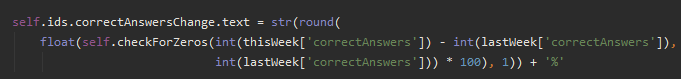 self.ids.correctAnswersChange.text = str(round(
float(self.checkForZeros(int(thisWeek['correctAnswers']) - int(lastWeek['correctAnswers']),
int(lastWeek['correctAnswers'])) * 100), 1)) + '%'